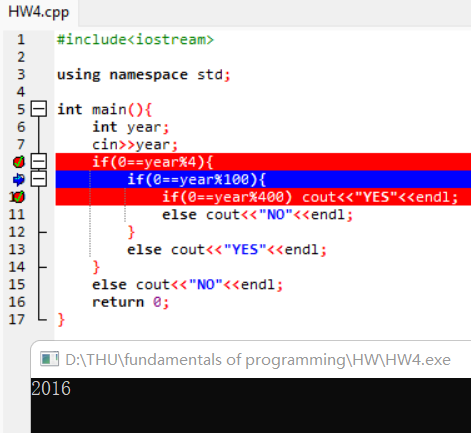 HW4.cpp
1 #include<iostream>
2
3 using namespace std;
4
5 int main(){
6 int year;
7 cin>>year;
if(0==year%4){
if(0==year%100){
if(0==year%400) cout<<"YES"<<endl;
11 else cout<<"NO"<<endl;
12 }
13 else cout<<"YES"<<endl;
14 }
15 else cout<<"NO"<<endl;
16 return 0;
17 }
D:\THU\fundamentals of programming\HW\HW4.exe
2016